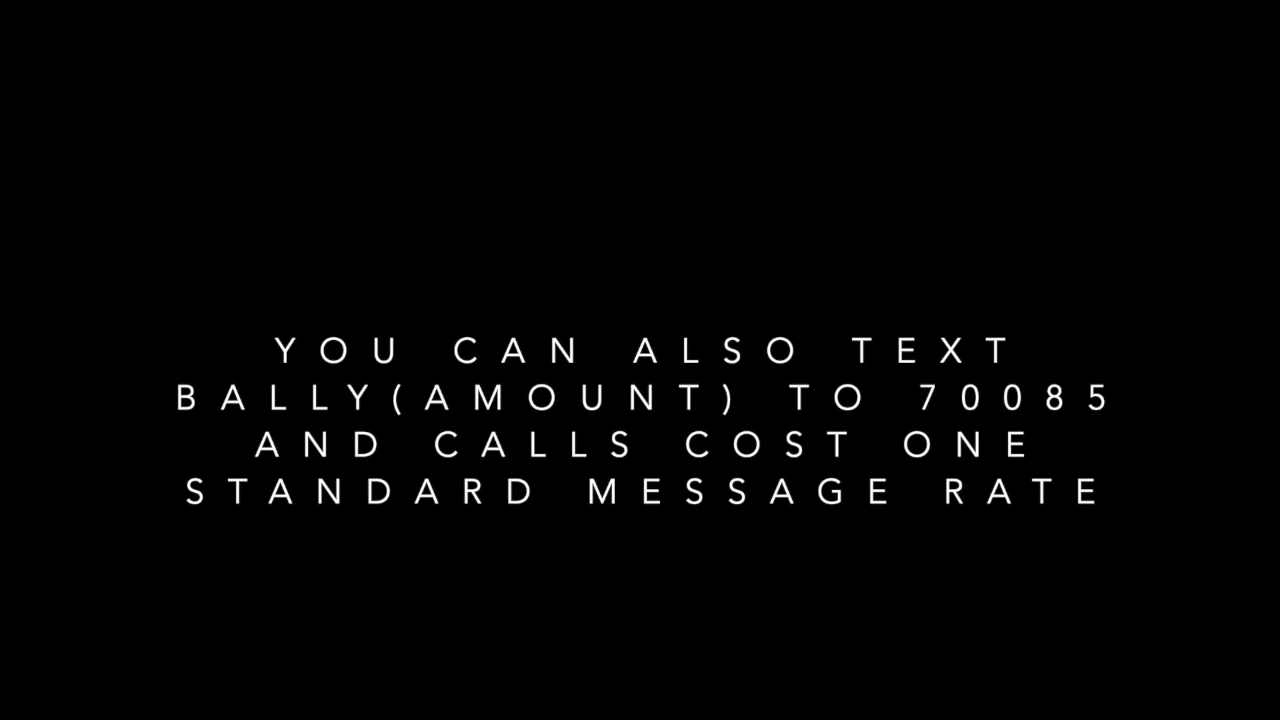 YOU CAN ALSO TEXT
BALLY(AMOUNT) TO 70085
AND CALLS COST ONE
STANDARD MESSAGE RATE